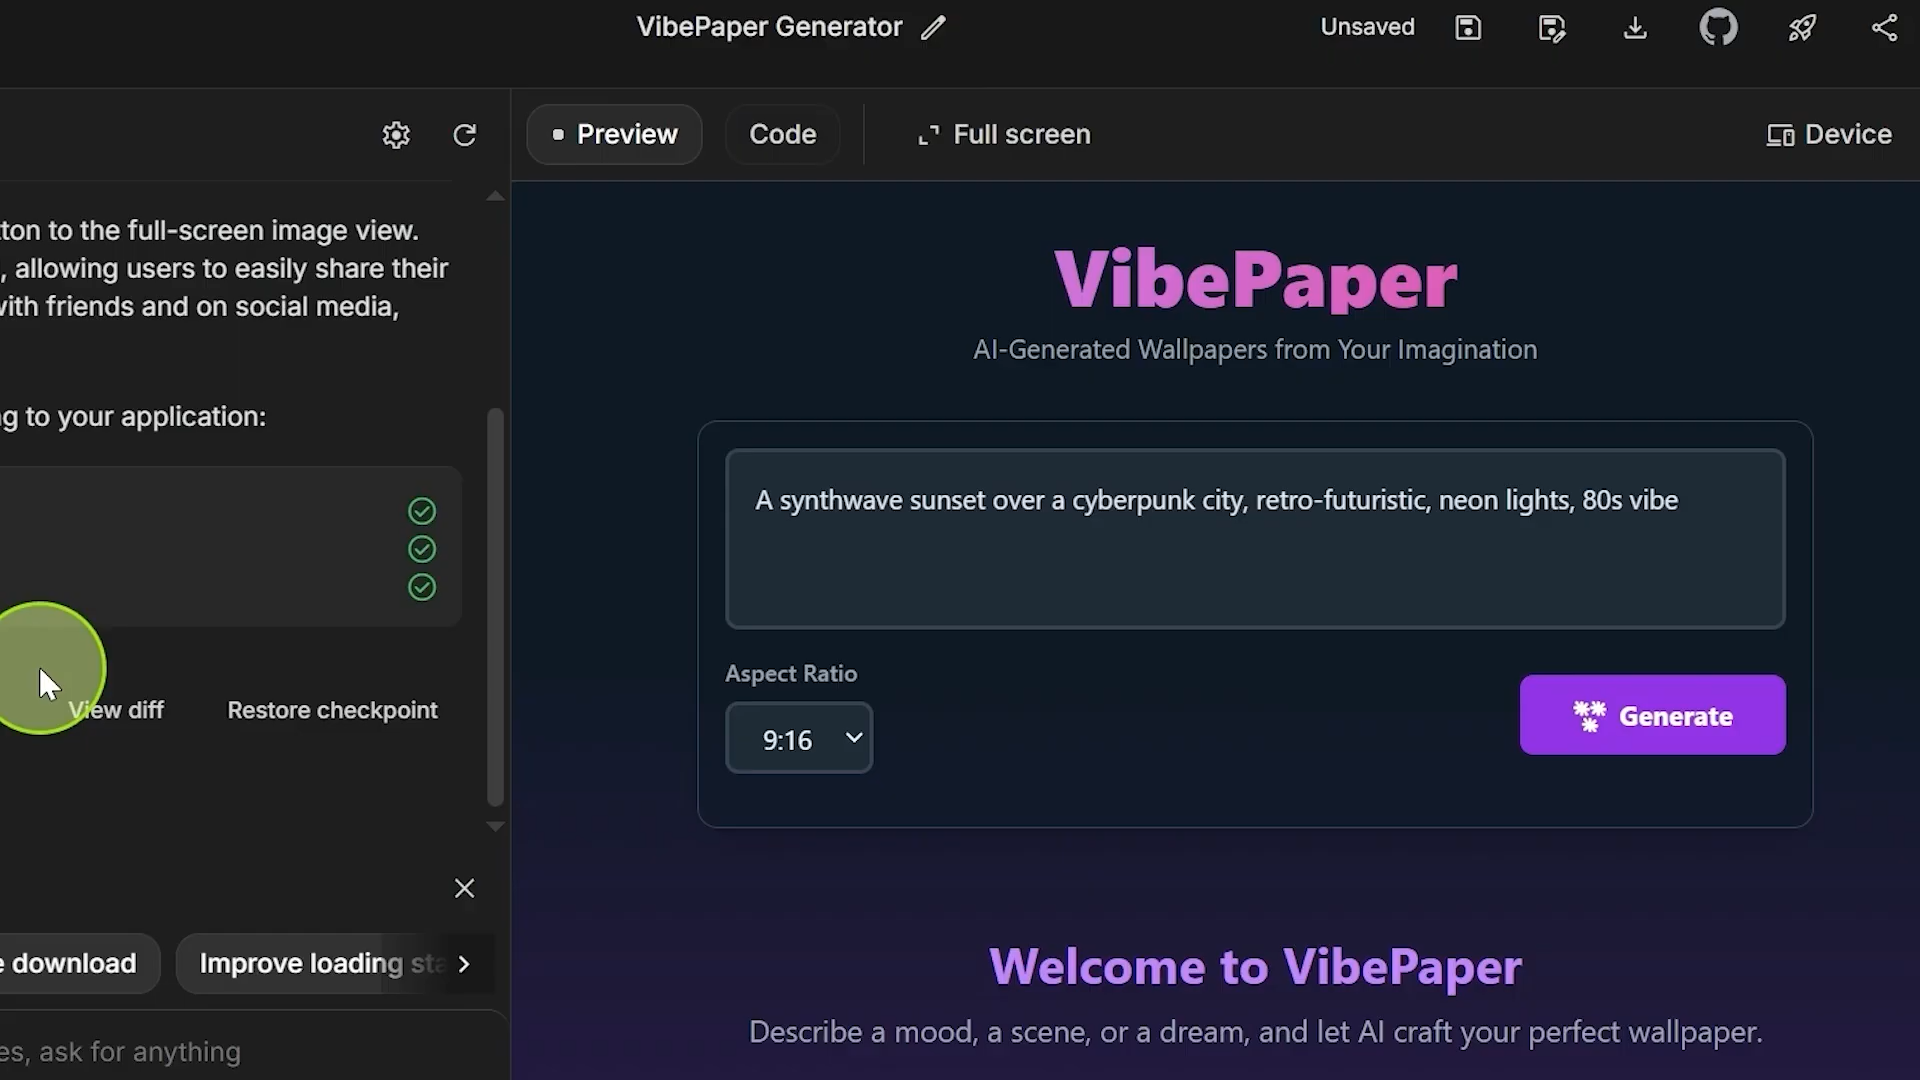 VibePaper Generator
Unsaved
Preview
Code
Full screen
Device
to the full-screen image view.
, allowing users to easily share their
with friends and on social media,
to your application:
View diff
Restore checkpoint
download
Improve loading
, ask for anything
VibePaper
AI-Generated Wallpapers from Your Imagination
A synthwave sunset over a cyberpunk city, retro-futuristic, neon lights, 80s vibe
Aspect Ratio
9:16
Generate
Welcome to VibePaper
Describe a mood, a scene, or a dream, and let AI craft your perfect wallpaper.